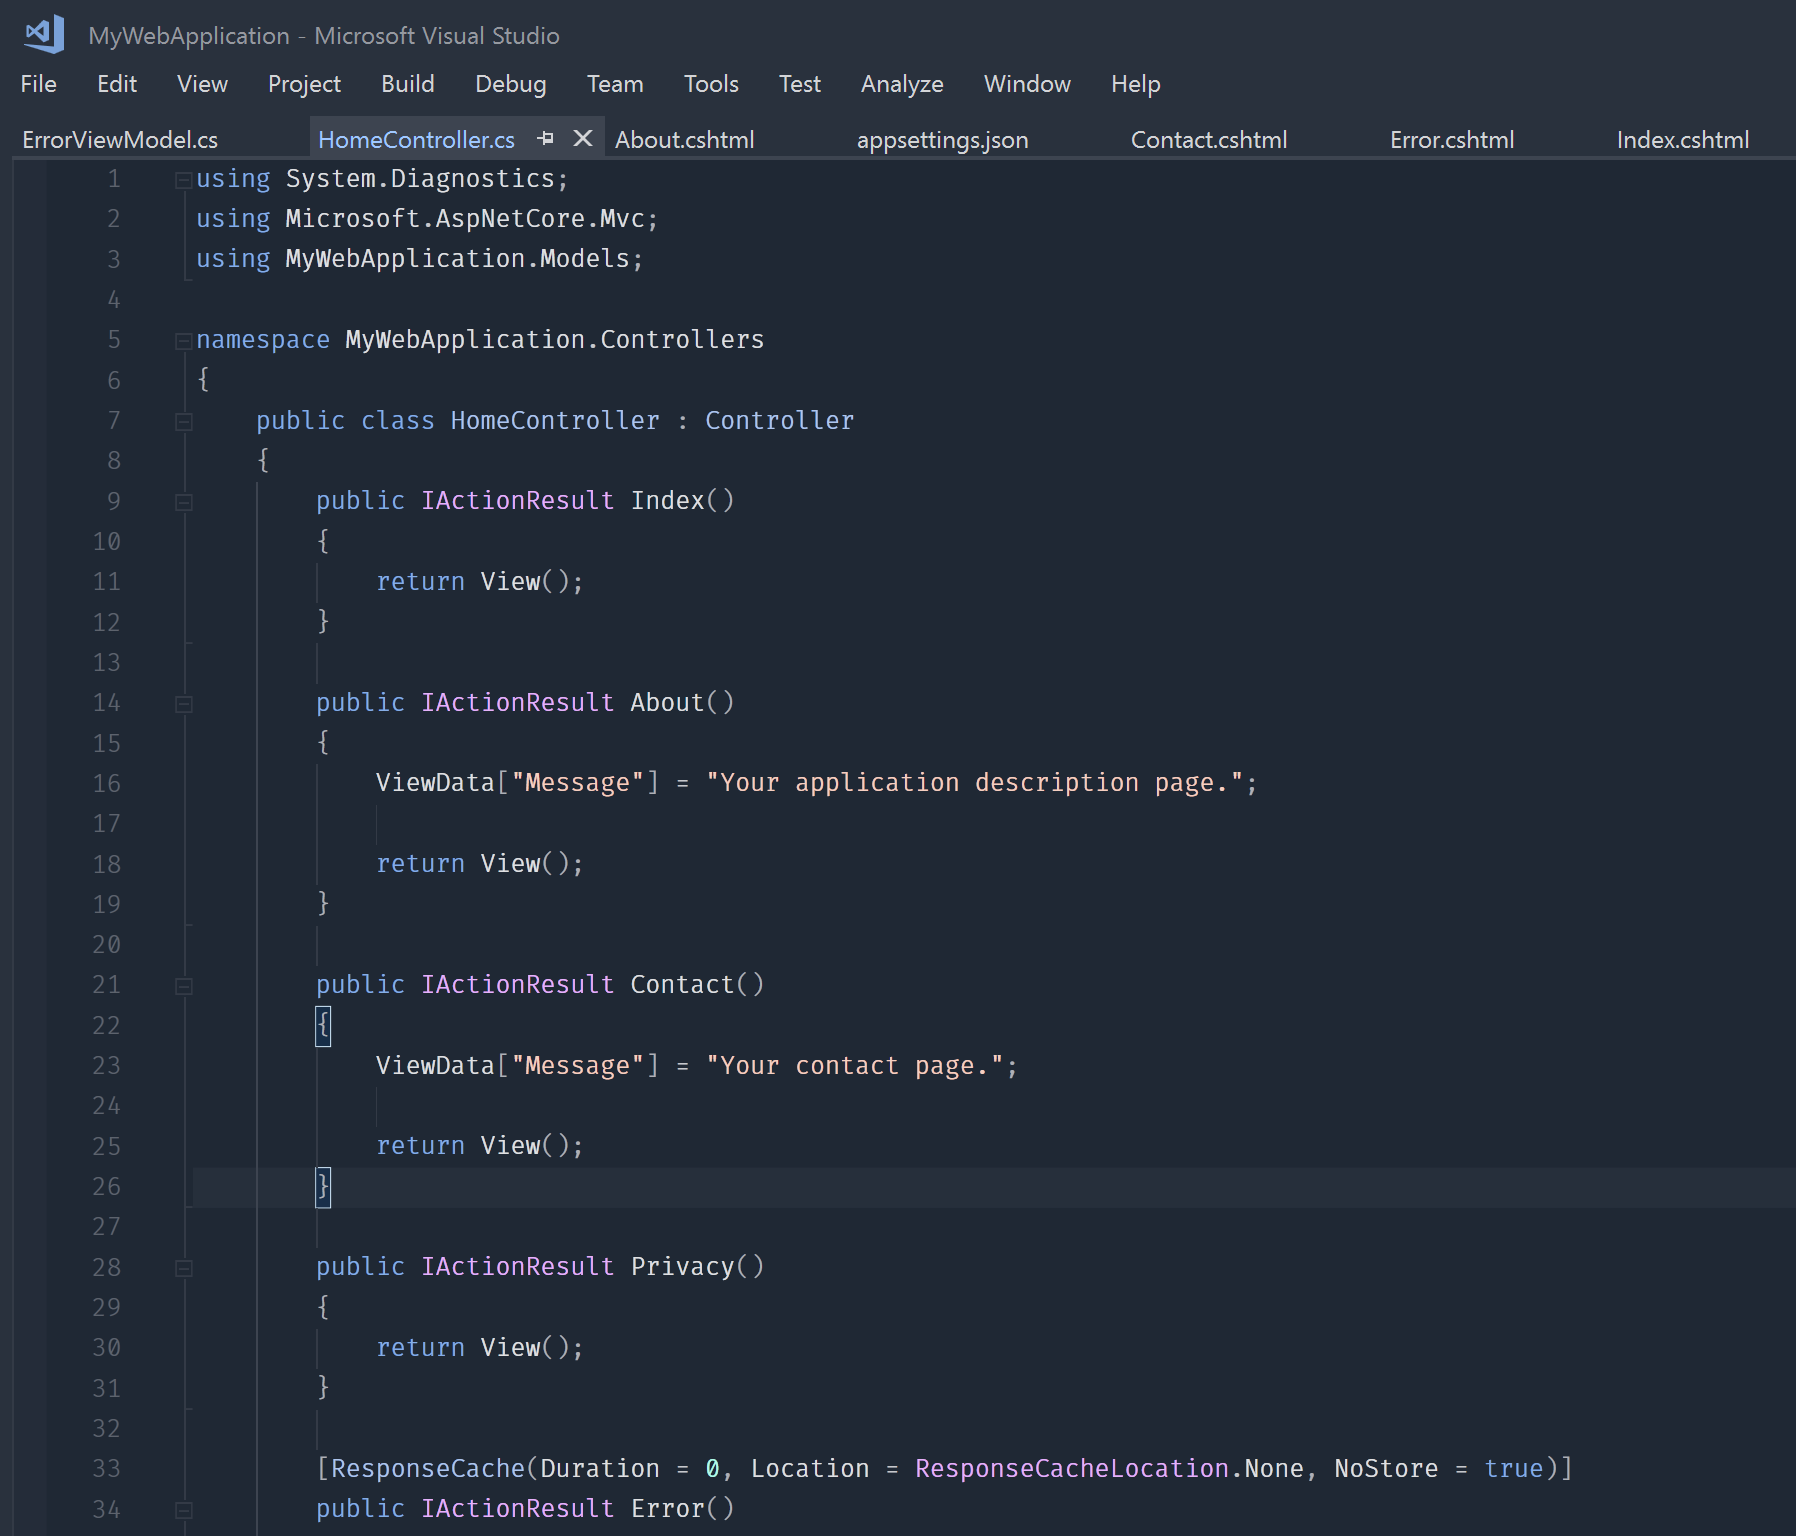 MyWebApplication - Microsoft Visual Studio
File Edit View Project Build Debug Team Tools Test Analyze Window Help
ErrorViewModel.cs HomeController.cs About.cshtml appsettings.json Contact.cshtml Error.cshtml Index.cshtml
1 using System.Diagnostics;
2 using Microsoft.AspNetCore.Mvc;
3 using MyWebApplication.Models;
4
5 namespace MyWebApplication.Controllers
6 {
7     public class HomeController : Controller
8     {
9         public IActionResult Index()
10         {
11             return View();
12         }
13
14         public IActionResult About()
15         {
16             ViewData["Message"] = "Your application description page.";
17
18             return View();
19         }
20
21         public IActionResult Contact()
22         {
23             ViewData["Message"] = "Your contact page.";
24
25             return View();
26         }
27
28         public IActionResult Privacy()
29         {
30             return View();
31         }
32
33         [ResponseCache(Duration = 0, Location = ResponseCacheLocation.None, NoStore = true)]
34         public IActionResult Error()